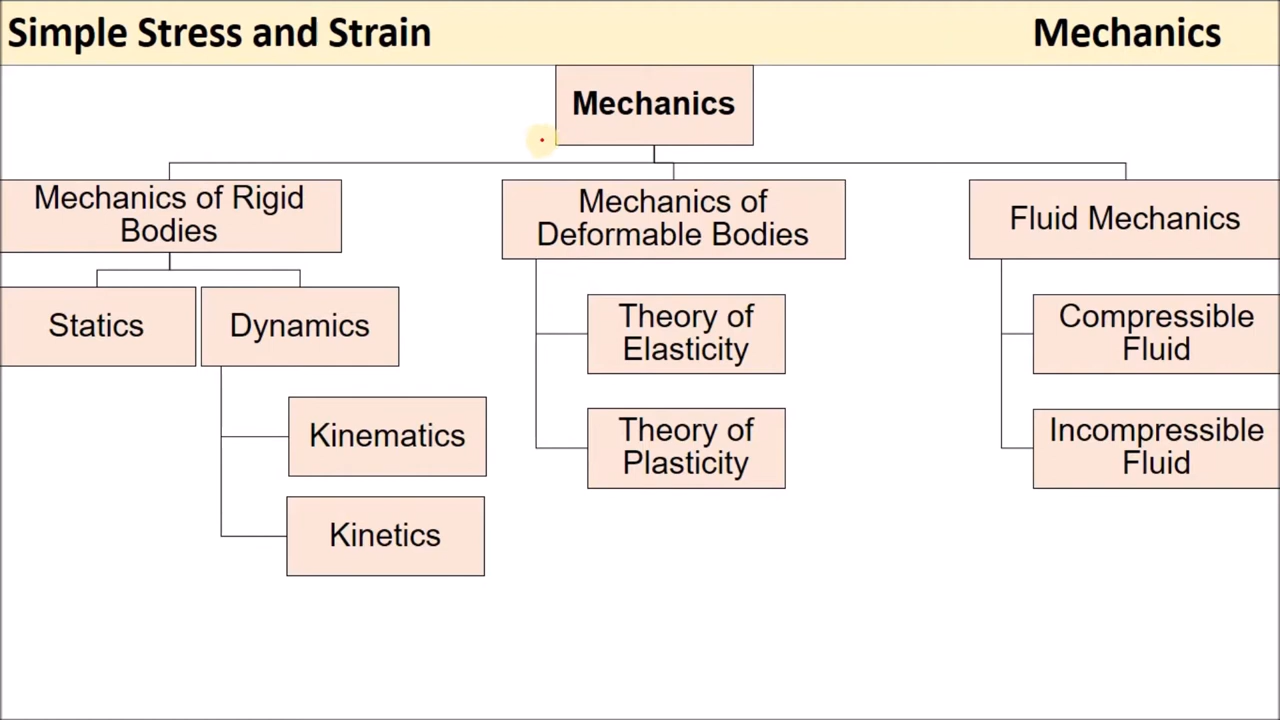 Simple Stress and Strain
Mechanics
Mechanics
Mechanics of Rigid
Bodies
Mechanics of
Deformable Bodies
Fluid Mechanics
Statics
Dynamics
Theory of
Elasticity
Compressible
Fluid
Kinematics
Theory of
Plasticity
Incompressible
Fluid
Kinetics